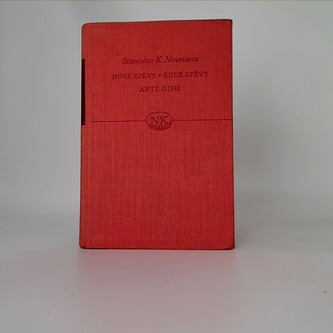 Stanislav K. Neumann
NOVÉ ZPĚVY • RUDÉ ZPĚVY
ANTI-GIDE
NK